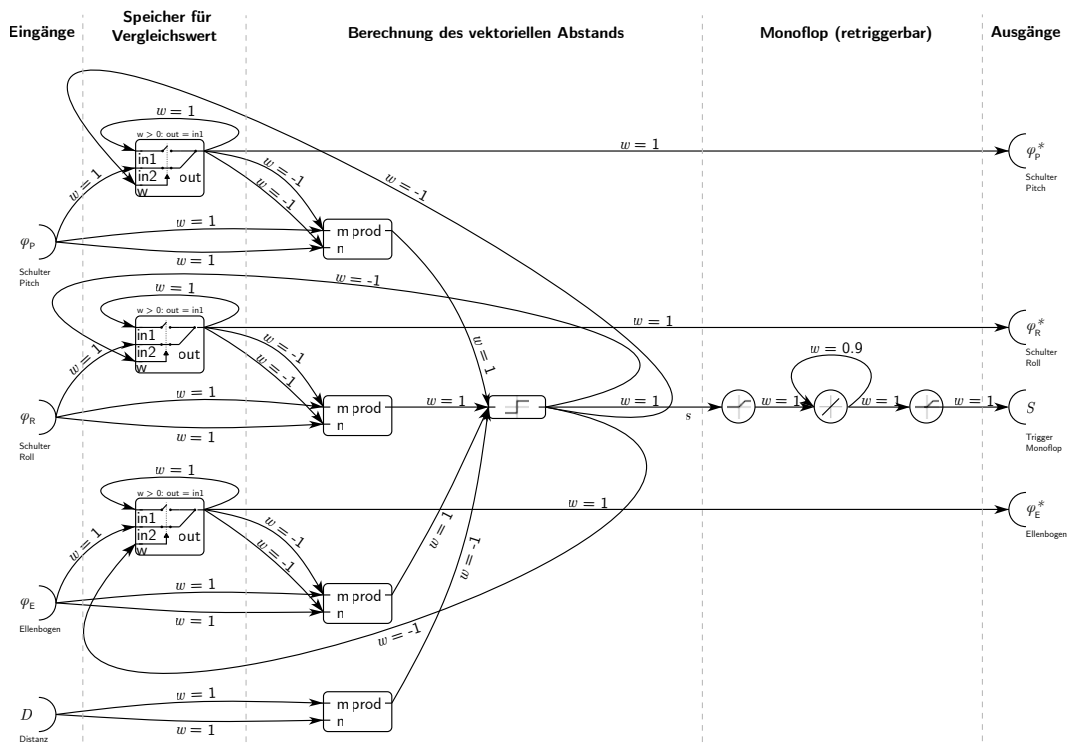 Eingänge
Speicher für
Vergleichswert
Berechnung des vektoriellen Abstands
Monoflop (retriggerbar)
Ausgänge
w = 1
w > 0: out = in1
in1
in2
w
out
w = 1
w = -1
w = -1
w = -1
w = 1
φP*
Schulter
Pitch
φP
Schulter
Pitch
w = 1
w = 1
m prod
n
w = -1
w = 1
w > 0: out = in1
in1
in2
w
out
w = 1
w = -1
w = -1
w = 1
w = 1
φR*
Schulter
Roll
φR
Schulter
Roll
w = 1
w = 1
m prod
n
w = 1
w = 1
s
w = 1
w = 0.9
w = 1
w = 1
S
Trigger
Monoflop
w = 1
w > 0: out = in1
in1
in2
w
out
w = 1
w = -1
w = -1
w = 1
w = -1
w = 1
φE*
Ellenbogen
φE
Ellenbogen
w = 1
w = 1
m prod
n
w = -1
D
Distanz
w = 1
w = 1
m prod
n